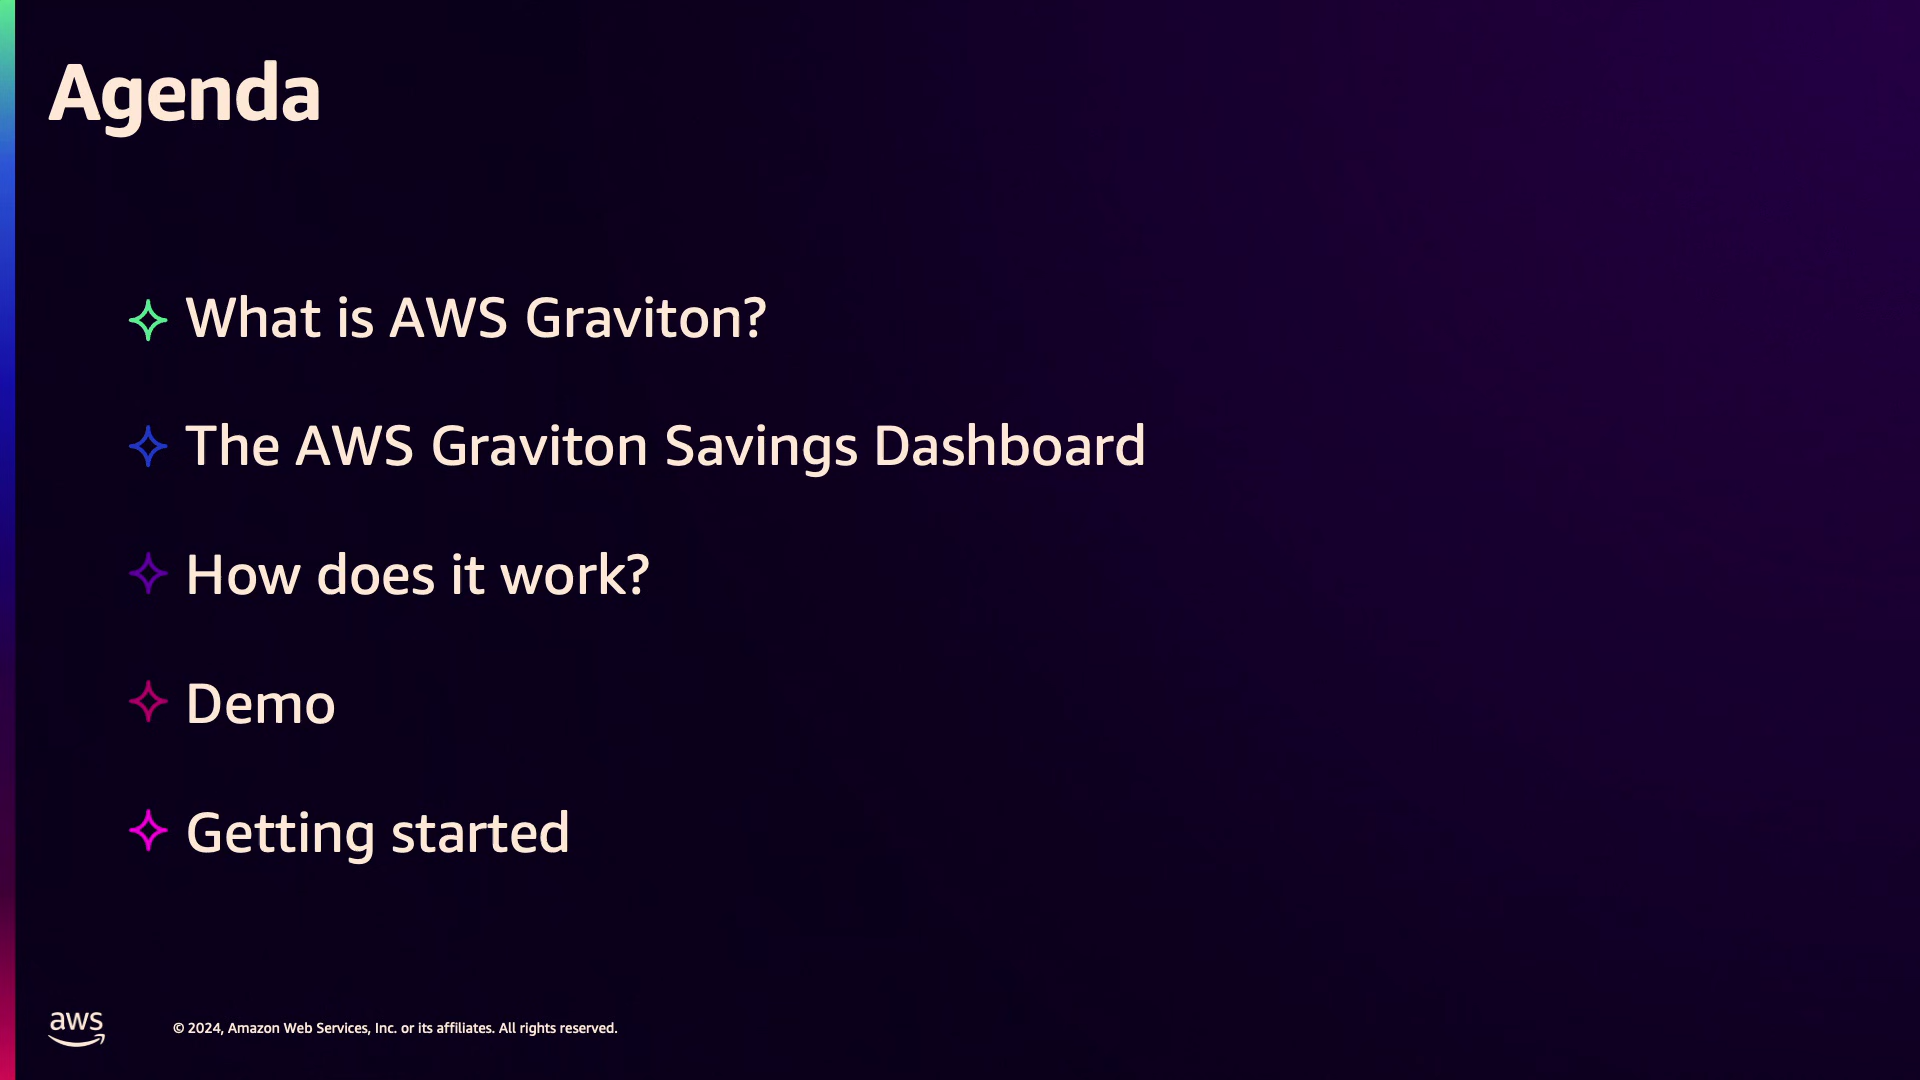 Agenda
What is AWS Graviton?
The AWS Graviton Savings Dashboard
How does it work?
Demo
Getting started
aws
© 2024, Amazon Web Services, Inc. or its affiliates. All rights reserved.